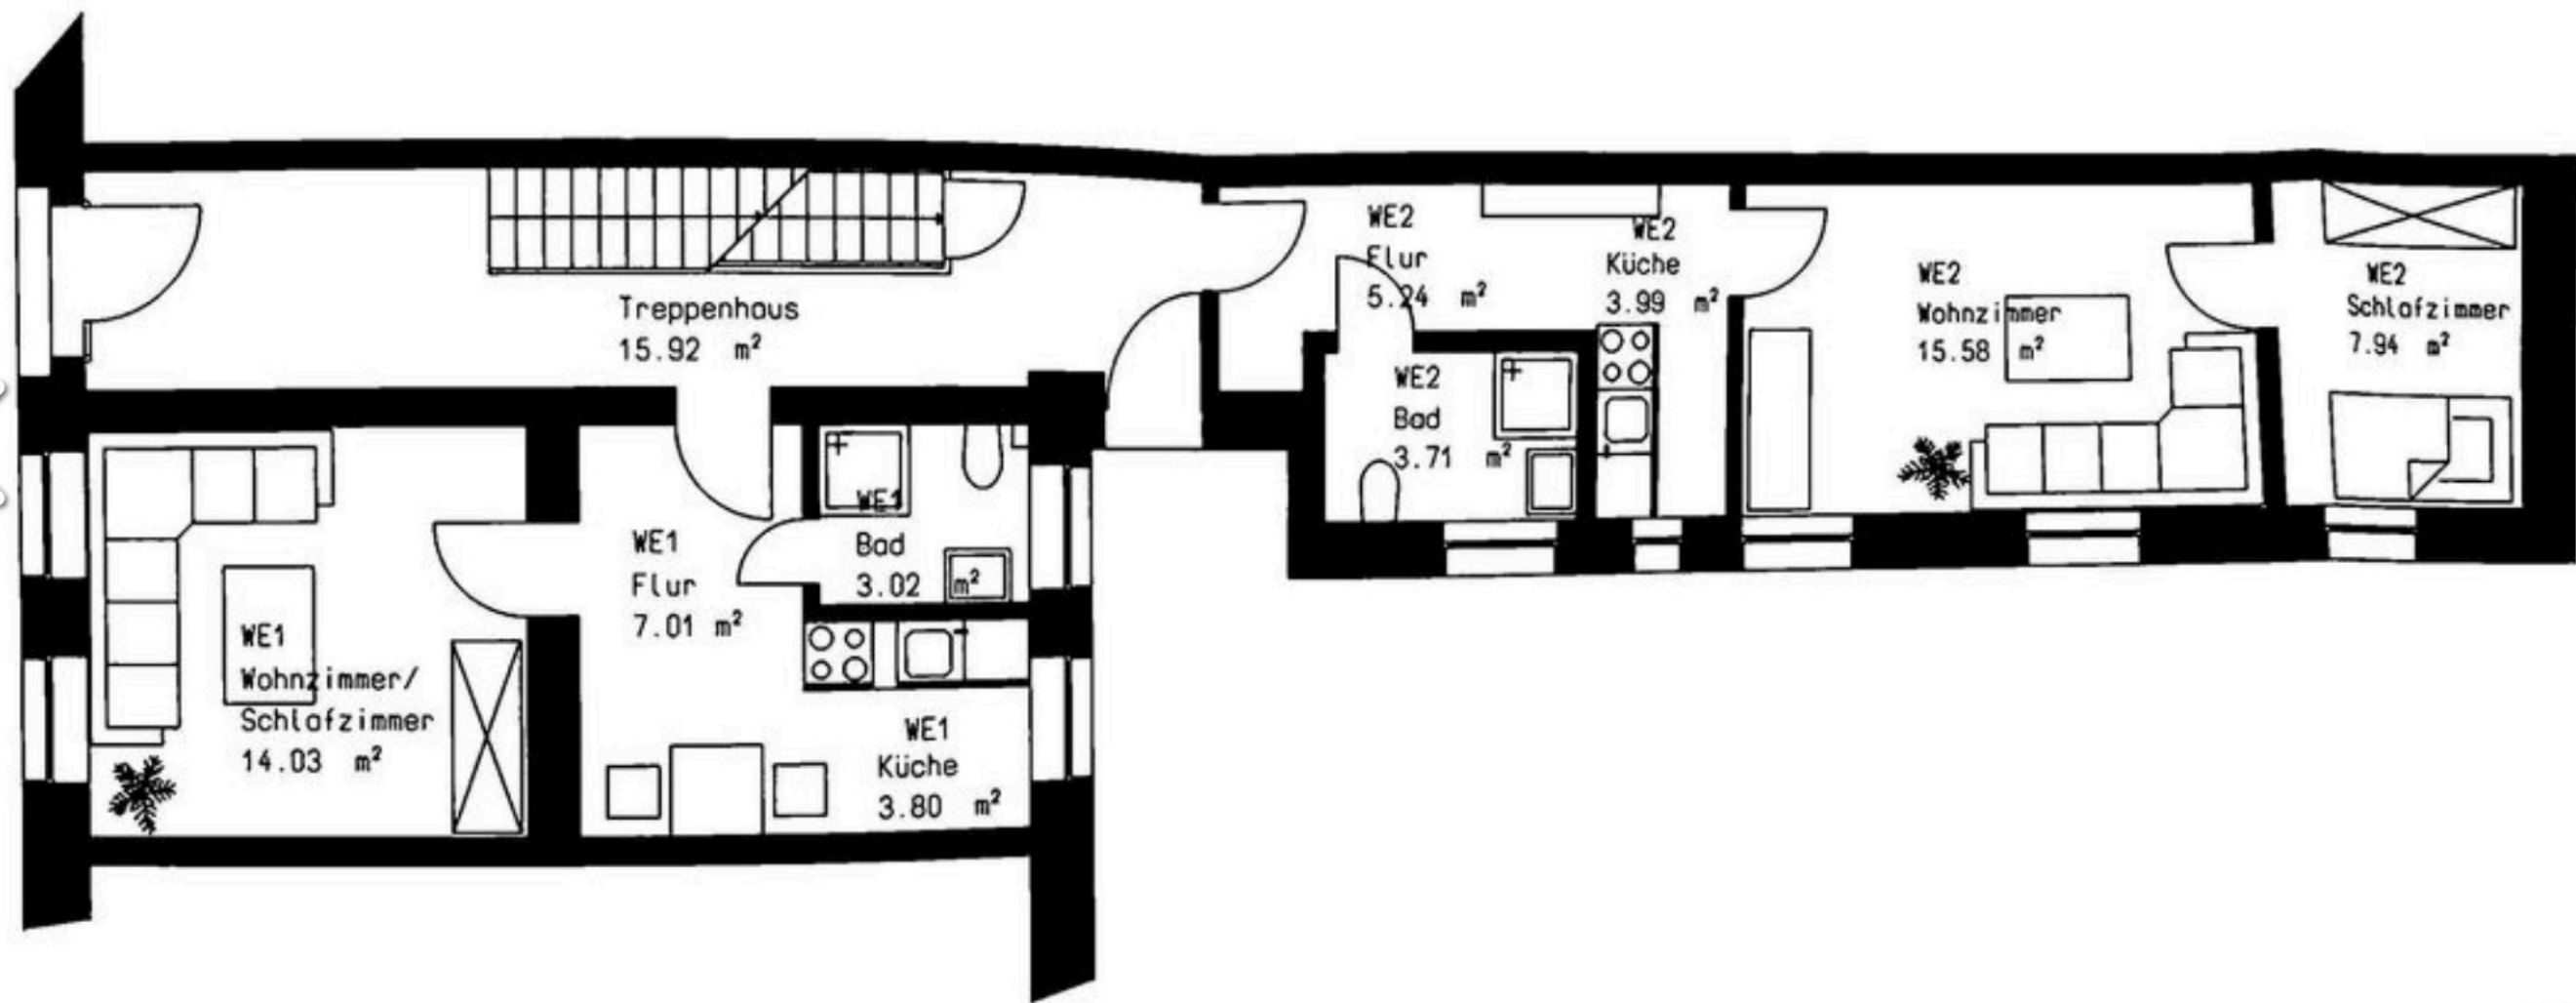 Treppenhaus
15.92 m²
WE1
Wohnzimmer/
Schlafzimmer
14.03 m²
WE1
Flur
7.01 m²
WE1
Bad
3.02 m²
WE1
Küche
3.80 m²
WE2
Flur
5.24 m²
WE2
Küche
3.99 m²
WE2
Bad
3.71 m²
WE2
Wohnzimmer
15.58 m²
WE2
Schlafzimmer
7.94 m²